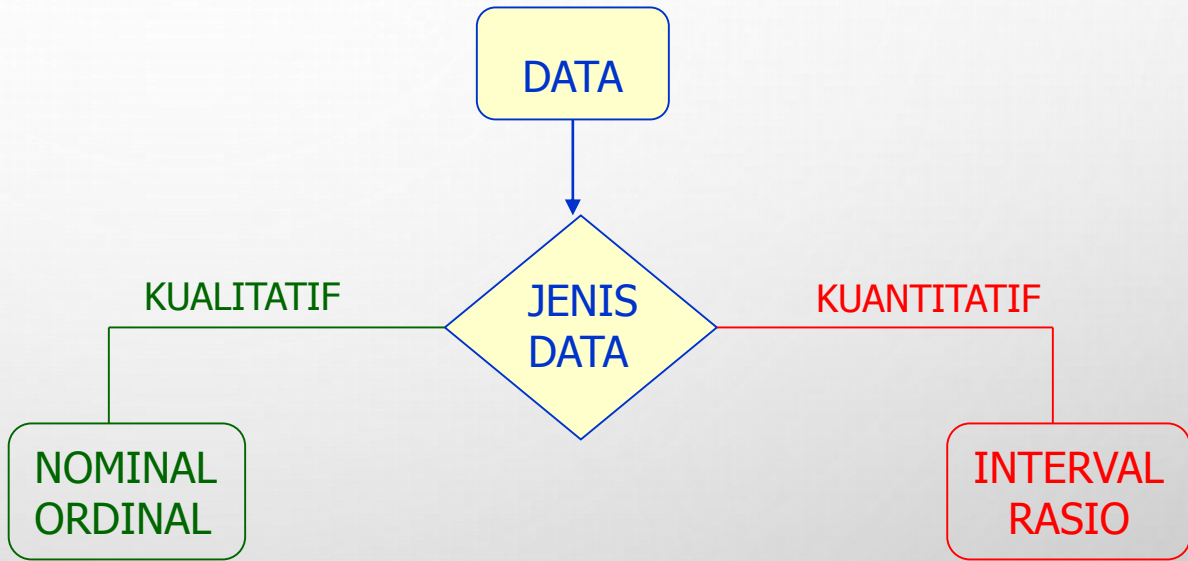 DATA
JENIS
DATA
KUALITATIF
KUANTITATIF
NOMINAL
ORDINAL
INTERVAL
RASIO